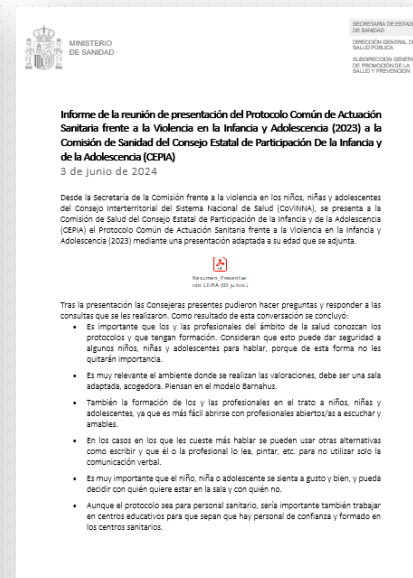 MINISTERIO
DE SANIDAD
SECRETARÍA DE ESTADO
DE SANIDAD
DIRECCIÓN GENERAL DE
SALUD PÚBLICA
SUBDIRECCIÓN GENERAL
DE PROMOCIÓN DE LA
SALUD Y PREVENCIÓN
Informe de la reunión de presentación del Protocolo Común de Actuación
Sanitaria frente a la Violencia en la Infancia y Adolescencia (2023) a la
Comisión de Sanidad del Consejo Estatal de Participación De la Infancia y
de la Adolescencia (CEPIA)
3 de junio de 2024
Desde la Secretaría de la Comisión frente a la violencia en los niños, niñas y adolescentes
del Consejo Interterritorial del Sistema Nacional de Salud (CoViNNA), se presenta a la
Comisión de Salud del Consejo Estatal de Participación de la Infancia y de la Adolescencia
(CEPIA) el Protocolo Común de Actuación Sanitaria frente a la Violencia en la Infancia y
Adolescencia (2023) mediante una presentación adaptada a su edad que se adjunta.
Resumen_Presentac
ion CEPIA (03 junio 2
Tras la presentación las Consejeras presentes pudieron hacer preguntas y responder a las
consultas que se les realizaron. Como resultado de esta conversación se concluyó:
• Es importante que los y las profesionales del ámbito de la salud conozcan los
protocolos y que tengan formación. Consideran que esto puede dar seguridad a
algunos niños, niñas y adolescentes para hablar, porque de esta forma no les
quitarán importancia.
• Es muy relevante el ambiente donde se realizan las valoraciones, debe ser una sala
adaptada, acogedora. Piensan en el modelo Barnahus.
• También la formación de los y las profesionales en el trato a niños, niñas y
adolescentes, ya que es más fácil abrirse con profesionales abiertos/as a escuchar y
amables.
• En los casos en los que les cueste más hablar se pueden usar otras alternativas
como escribir y que él o la profesional lo lea, pintar, etc. para no utilizar solo la
comunicación verbal.
• Es muy importante que el niño, niña o adolescente se sienta a gusto y bien, y pueda
decidir con quién quiere estar en la sala y con quién no.
• Aunque el protocolo sea para personal sanitario, sería importante también trabajar
en centros educativos para que sepan que hay personal de confianza y formado en
los centros sanitarios.